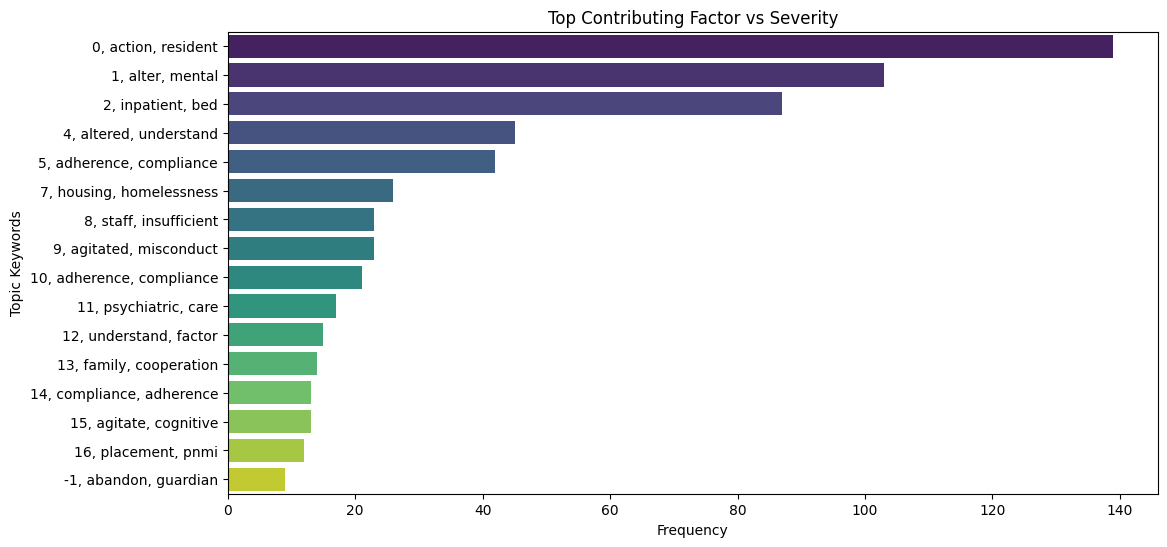 Top Contributing Factor vs Severity
Topic Keywords
0, action, resident
1, alter, mental
2, inpatient, bed
4, altered, understand
5, adherence, compliance
7, housing, homelessness
8, staff, insufficient
9, agitated, misconduct
10, adherence, compliance
11, psychiatric, care
12, understand, factor
13, family, cooperation
14, compliance, adherence
15, agitate, cognitive
16, placement, pnmi
-1, abandon, guardian
0 20 40 60 80 100 120 140
Frequency